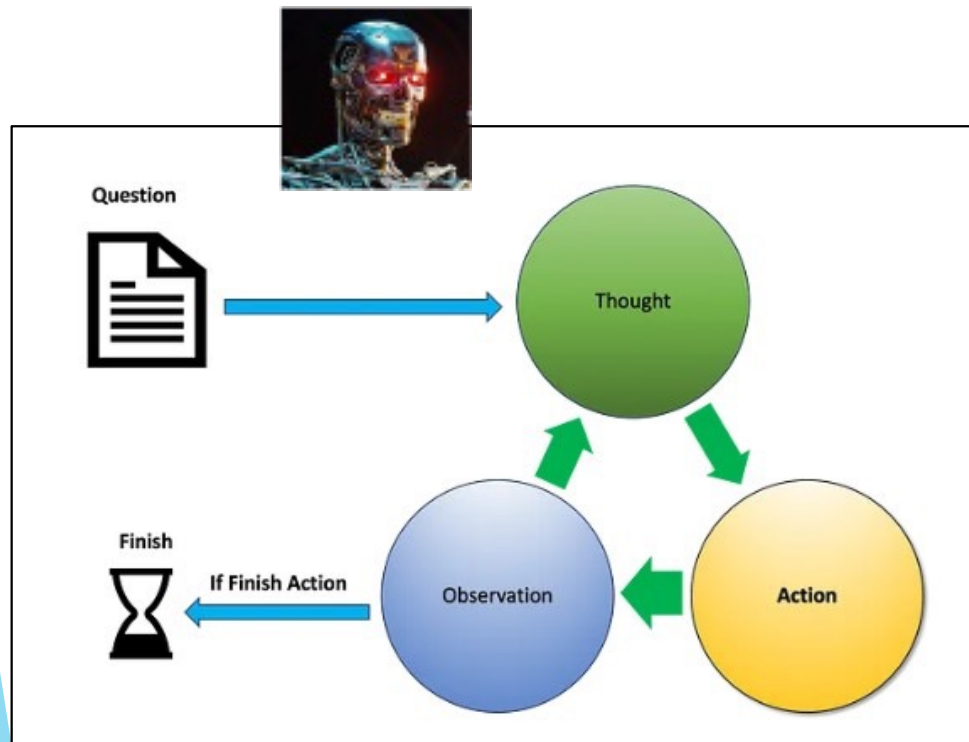 Question
Thought
Finish
If Finish Action
Observation
Action